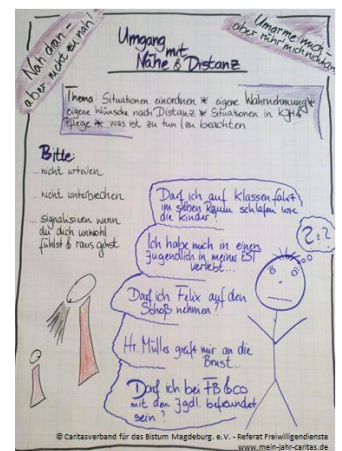 Nah dran -
aber nicht zu nah!
Umarme mich -
aber rühr mich nicht an
Umgang mit
Nähe & Distanz
Thema: Situationen einordnen * eigene Wahrnehmung *
eigene Wünsche nach Distanz * Situationen in
Pflege * was ist zu tun / zu beachten
Bitte:
... nicht urteilen
... nicht unterbrechen
... signalisieren wenn
du dich unwohl
fühlst & raus gehst
Darf ich auf Klassenfahrt
im selben Raum schlafen wie
die Kinder?
Ich habe mich in einen
Jugendlich in meiner EST
verliebt...
Darf ich Felix auf den
Schoß nehmen?
Hr. Müller grabt mir an die
Brust...
Darf ich bei FB & Co
mit den Jgdl. befreundet
sein?
???
© Caritasverband für das Bistum Magdeburg. e.V. - Referat Freiwilligendienste
www.mein-jahr-caritas.de